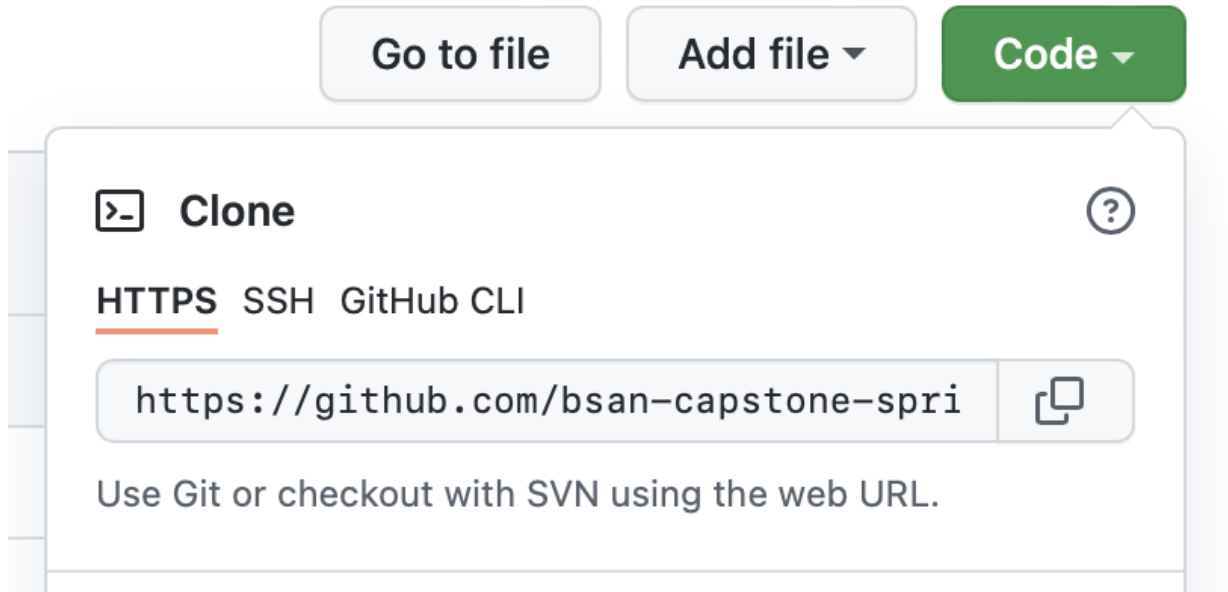 Go to file Add file Code
Clone
HTTPS SSH GitHub CLI
https://github.com/bsan-capstone-spri
Use Git or checkout with SVN using the web URL.